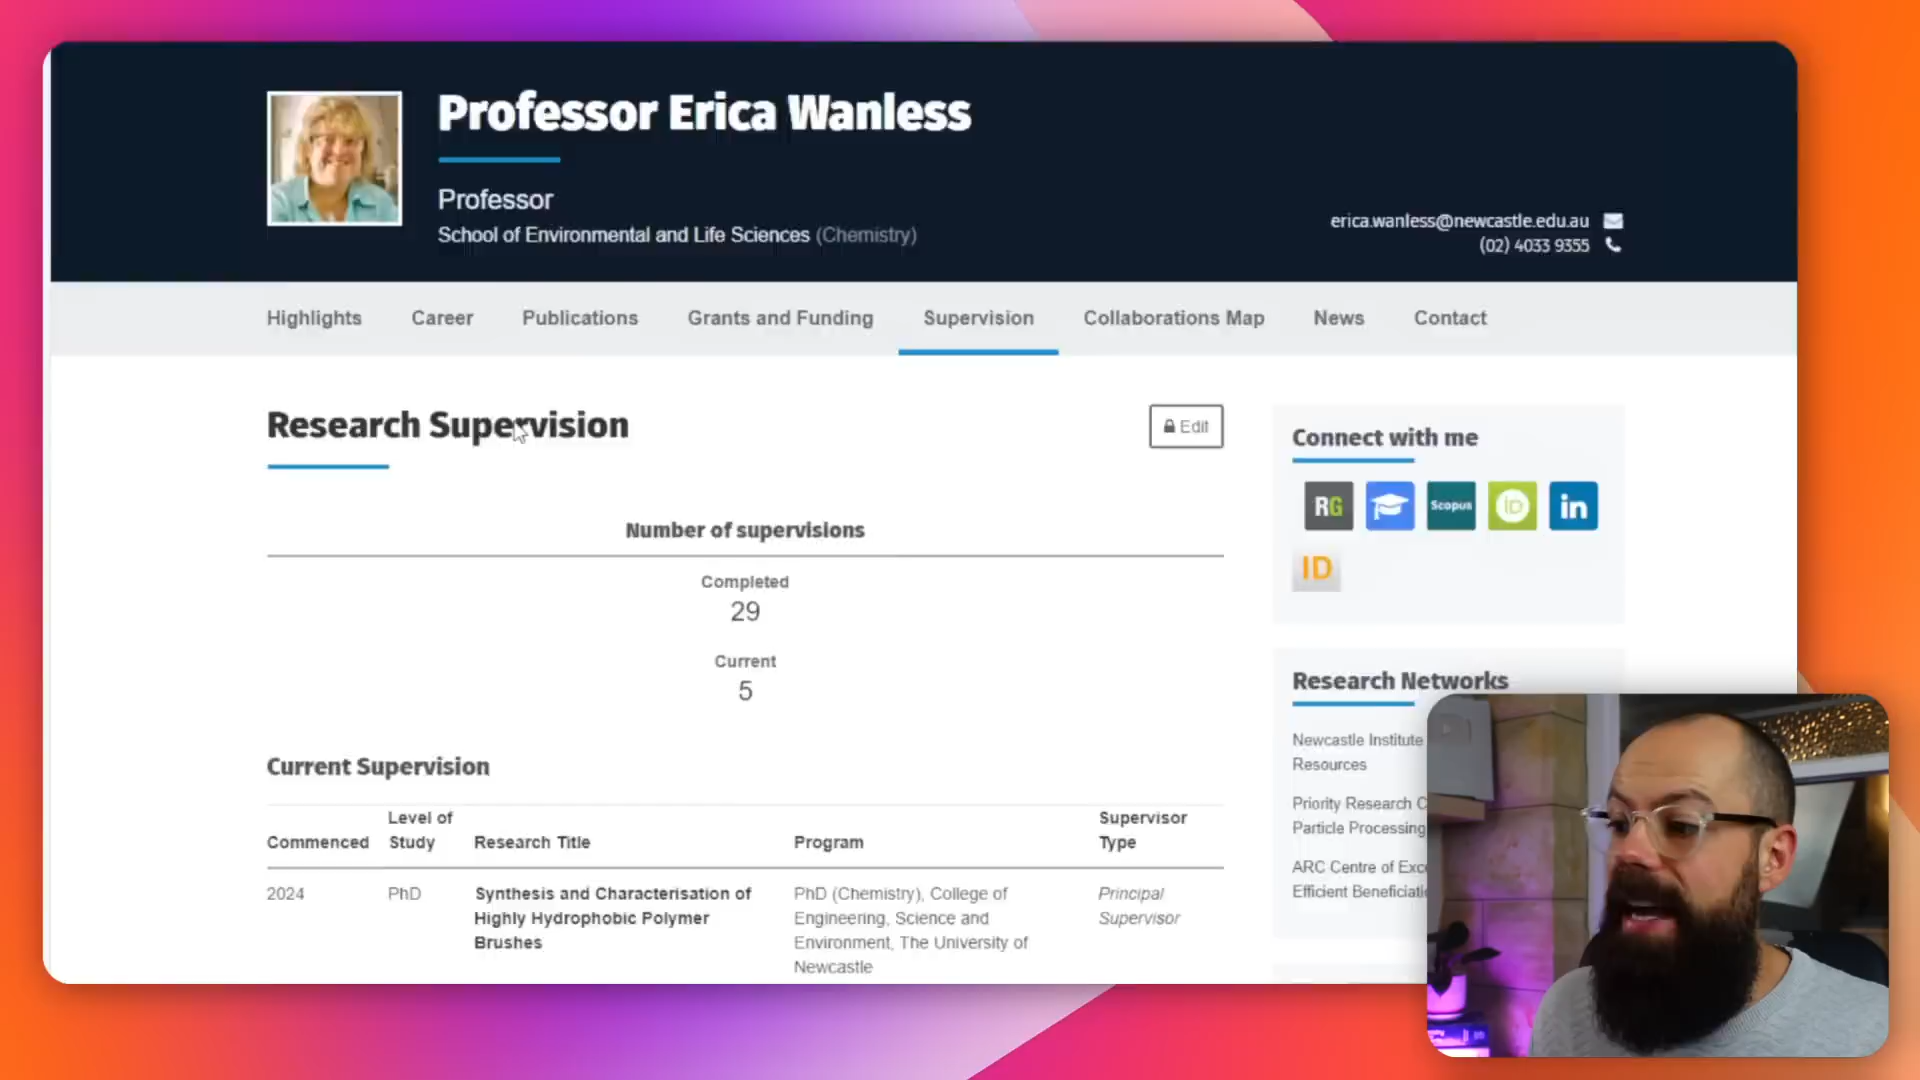 Professor Erica Wanless
Professor
School of Environmental and Life Sciences (Chemistry)
erica.wanless@newcastle.edu.au
(02) 4033 9355
Highlights
Career
Publications
Grants and Funding
Supervision
Collaborations Map
News
Contact
Research Supervision
Edit
Number of supervisions
Completed
29
Current
5
Current Supervision
Commenced
Level of
Study
Research Title
Program
Supervisor
Type
2024
PhD
Synthesis and Characterisation of
Highly Hydrophobic Polymer
Brushes
PhD (Chemistry), College of
Engineering, Science and
Environment, The University of
Newcastle
Principal
Supervisor
Connect with me
RG
Scopus
iD
in
ID
Research Networks
Newcastle Institute
Resources
Priority Research C
Particle Processing
ARC Centre of Exce
Efficient Beneficiati